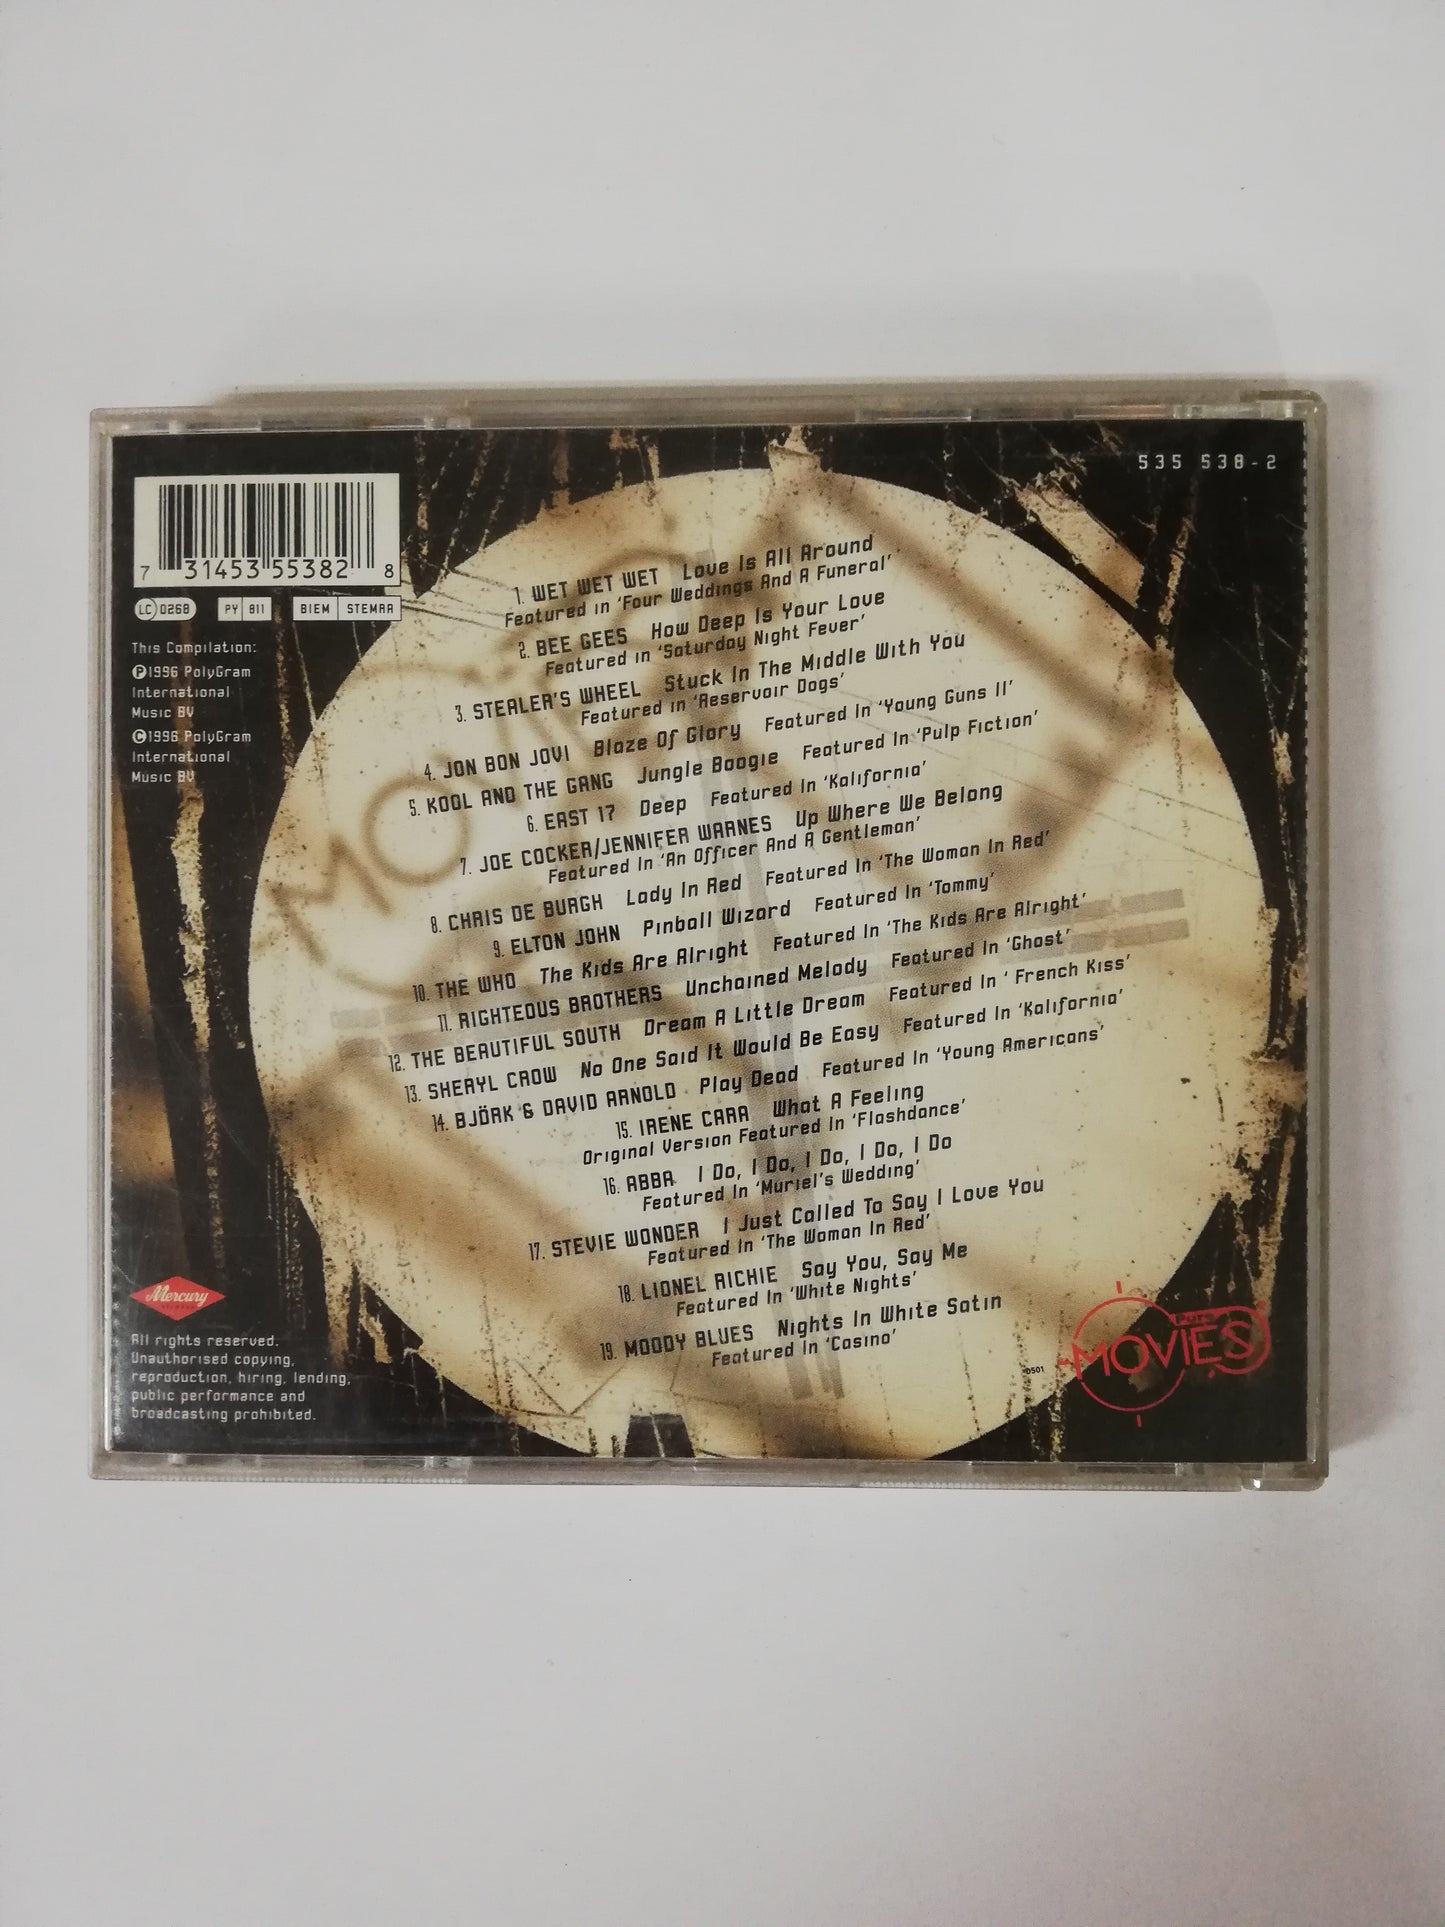 535 538-2
7 31453 55382 8
LC 0268 PY 811 BIEM STEMRA
This Compilation:
Ⓟ1996 PolyGram
International
Music BV
©1996 PolyGram
International
Music BV
1. WET WET WET Love Is All Around
Featured in 'Four Weddings And A Funeral'
2. BEE GEES How Deep Is Your Love
Featured in 'Saturday Night Fever'
3. STEALER'S WHEEL Stuck In The Middle With You
Featured in 'Reservoir Dogs'
4. JON BON JOVI Blaze Of Glory Featured In 'Young Guns II'
5. KOOL AND THE GANG Jungle Boogie Featured In 'Pulp Fiction'
6. EAST 17 Deep Featured In 'Kalifornia'
7. JOE COCKER/JENNIFER WARNES Up Where We Belong
Featured In 'An Officer And A Gentleman'
8. CHRIS DE BURGH Lady In Red Featured In 'The Woman In Red'
9. ELTON JOHN Pinball Wizard Featured In 'Tommy'
10. THE WHO The Kids Are Alright Featured In 'The Kids Are Alright'
11. RIGHTEOUS BROTHERS Unchained Melody Featured In 'Ghost'
12. THE BEAUTIFUL SOUTH Dream A Little Dream Featured In ' French Kiss'
13. SHERYL CROW No One Said It Would Be Easy Featured In 'Kalifornia'
14. BJÖRK & DAVID ARNOLD Play Dead Featured In 'Young Americans'
15. IRENE CARA What A Feeling
Original Version Featured In 'Flashdance'
16. ABBA I Do, I Do, I Do, I Do, I Do
Featured In 'Muriel's Wedding'
17. STEVIE WONDER I Just Called To Say I Love You
Featured In 'The Woman In Red'
18. LIONEL RICHIE Say You, Say Me
Featured In 'White Nights'
19. MOODY BLUES Nights In White Satin
Featured In 'Casino'
Mercury
RECORDS
All rights reserved.
Unauthorised copying,
reproduction, hiring, lending,
public performance and
broadcasting prohibited.
0501
PURE
MOVIES